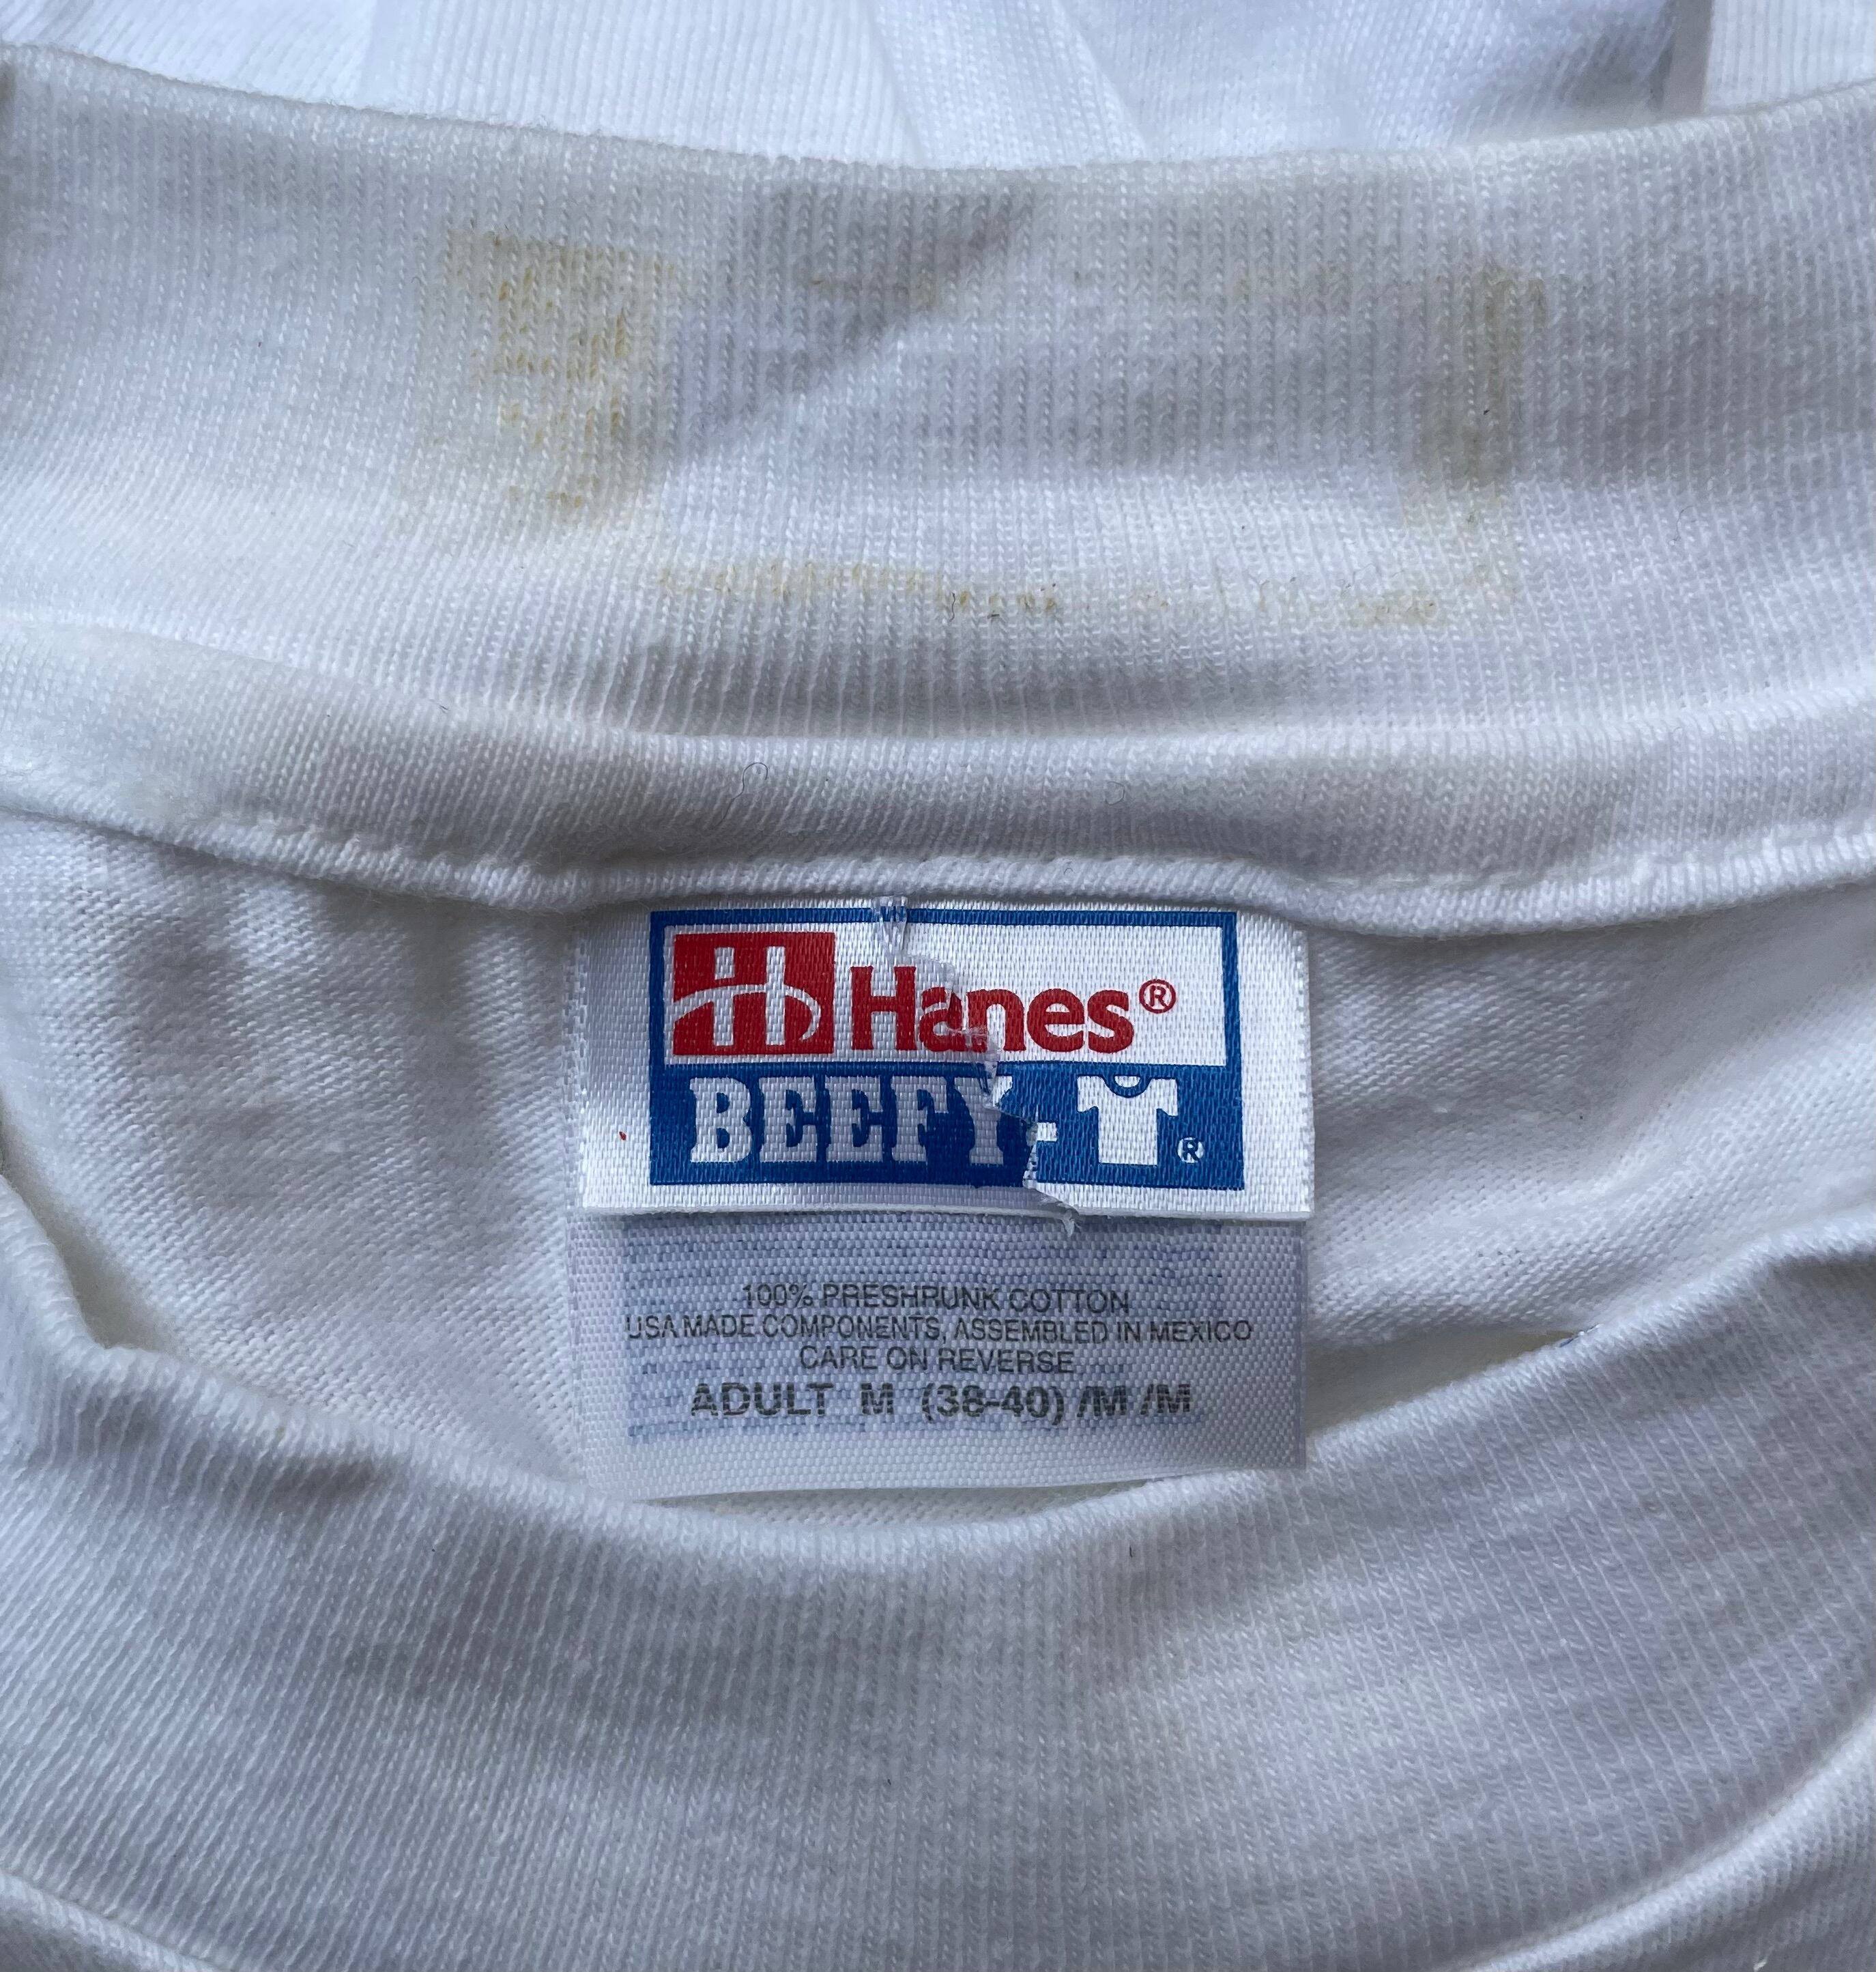 H Hanes®
BEEFY-T®
100% PRESHRUNK COTTON
USA MADE COMPONENTS, ASSEMBLED IN MEXICO
CARE ON REVERSE
ADULT M (38-40) /M /M